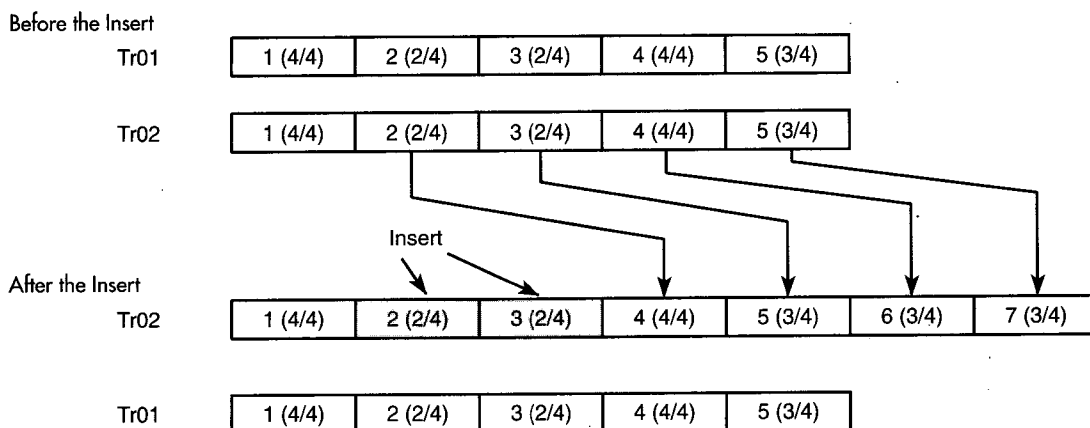 Before the Insert
Tr01 1 (4/4) 2 (2/4) 3 (2/4) 4 (4/4) 5 (3/4)
Tr02 1 (4/4) 2 (2/4) 3 (2/4) 4 (4/4) 5 (3/4)
Insert
After the Insert
Tr02 1 (4/4) 2 (2/4) 3 (2/4) 4 (4/4) 5 (3/4) 6 (3/4) 7 (3/4)
Tr01 1 (4/4) 2 (2/4) 3 (2/4) 4 (4/4) 5 (3/4)